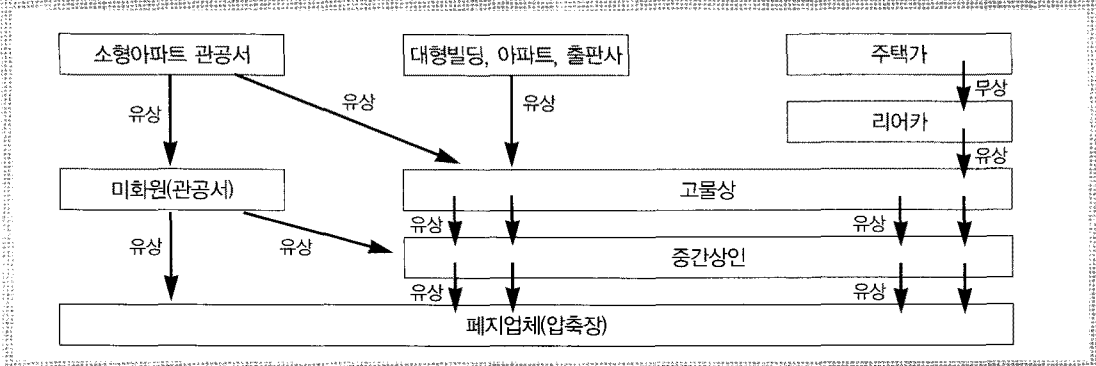 소형아파트 관공서 대형빌딩, 아파트, 출판사 주택가
유상 유상 유상 무상
리어카
유상
미화원(관공서) 고물상
유상 유상 유상 유상
중간상인
유상 유상
폐지업체(압축장)